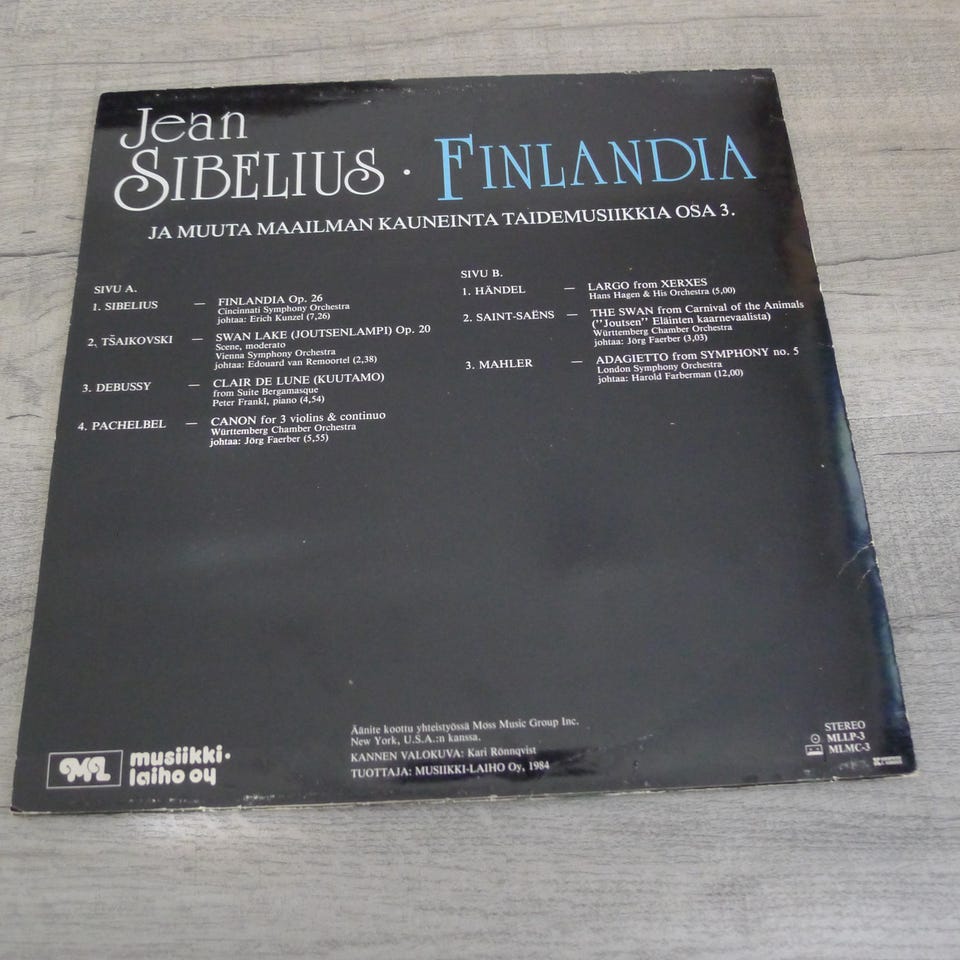 Jean
SIBELIUS · FINLANDIA
JA MUUTA MAAILMAN KAUNEINTA TAIDEMUSIIKKIA OSA 3.
SIVU A.
1. SIBELIUS — FINLANDIA Op. 26
Cincinnati Symphony Orchestra
johtaa: Erich Kunzel (7,26)
2. TŠAIKOVSKI — SWAN LAKE (JOUTSENLAMPI) Op. 20
Scene, moderato
Vienna Symphony Orchestra
johtaa: Edouard van Remoortel (2,38)
3. DEBUSSY — CLAIR DE LUNE (KUUTAMO)
from Suite Bergamasque
Peter Frankl, piano (4,54)
4. PACHELBEL — CANON for 3 violins & continuo
Württemberg Chamber Orchestra
johtaa: Jörg Faerber (5,55)
SIVU B.
1. HÄNDEL — LARGO from XERXES
Hans Hagen & His Orchestra (5,00)
2. SAINT-SAËNS — THE SWAN from Carnival of the Animals
("Joutsen" Eläinten kaarnevaalista)
Württemberg Chamber Orchestra
johtaa: Jörg Faerber (3,03)
3. MAHLER — ADAGIETTO from SYMPHONY no. 5
London Symphony Orchestra
johtaa: Harold Farberman (12,00)
ML musiikki-
laiho oy
Äänite koottu yhteistyössä Moss Music Group Inc.
New York, U.S.A.:n kanssa.
KANNEN VALOKUVA: Kari Rönnqvist
TUOTTAJA: MUSIIKKI-LAIHO Oy, 1984
STEREO
MLLP-3
MLMC-3